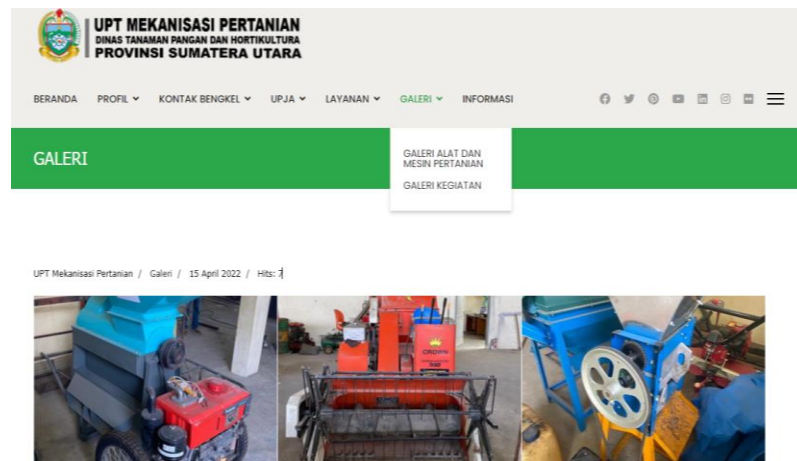 UPT MEKANISASI PERTANIAN
DINAS TANAMAN PANGAN DAN HORTIKULTURA
PROVINSI SUMATERA UTARA
BERANDA PROFIL KONTAK BENGKEL UPJA LAYANAN GALERI INFORMASI
GALERI
GALERI ALAT DAN
MESIN PERTANIAN
GALERI KEGIATAN
UPT Mekanisasi Pertanian / Galeri / 15 April 2022 / Hits: 7
CROWN